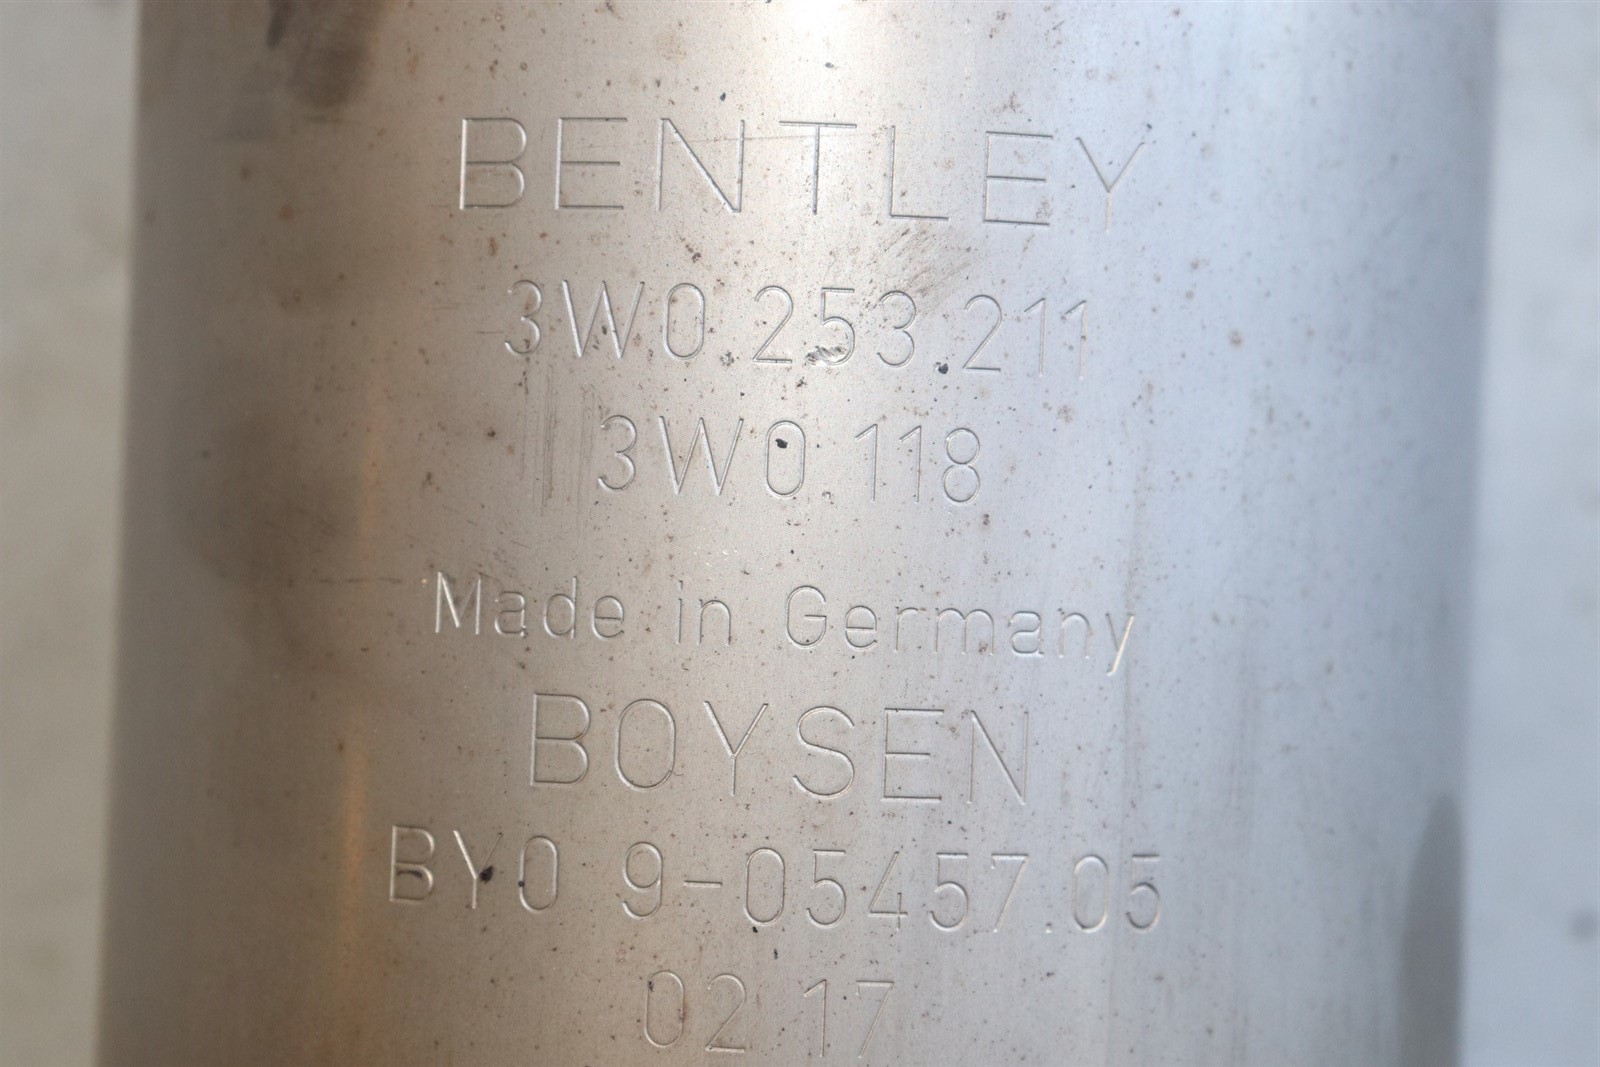 BENTLEY
3W0.253.211
3W0.118
Made in Germany
BOYSEN
BY0 9-05457.05
02 17